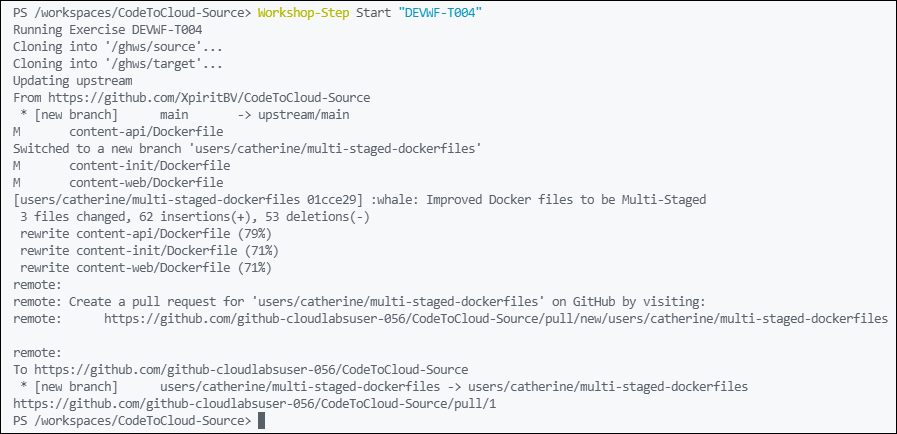 PS /workspaces/CodeToCloud-Source> Workshop-Step Start "DEVWF-T004"
Running Exercise DEVWF-T004
Cloning into '/ghws/source'...
Cloning into '/ghws/target'...
Updating upstream
From https://github.com/XpiritBV/CodeToCloud-Source
 * [new branch]      main       -> upstream/main
M       content-api/Dockerfile
Switched to a new branch 'users/catherine/multi-staged-dockerfiles'
M       content-init/Dockerfile
M       content-web/Dockerfile
[users/catherine/multi-staged-dockerfiles 01cce29] :whale: Improved Docker files to be Multi-Staged
 3 files changed, 62 insertions(+), 53 deletions(-)
 rewrite content-api/Dockerfile (79%)
 rewrite content-init/Dockerfile (71%)
 rewrite content-web/Dockerfile (71%)
remote:
remote: Create a pull request for 'users/catherine/multi-staged-dockerfiles' on GitHub by visiting:
remote:      https://github.com/github-cloudlabsuser-056/CodeToCloud-Source/pull/new/users/catherine/multi-staged-dockerfiles
remote:
To https://github.com/github-cloudlabsuser-056/CodeToCloud-Source
 * [new branch]      users/catherine/multi-staged-dockerfiles -> users/catherine/multi-staged-dockerfiles
https://github.com/github-cloudlabsuser-056/CodeToCloud-Source/pull/1
PS /workspaces/CodeToCloud-Source>